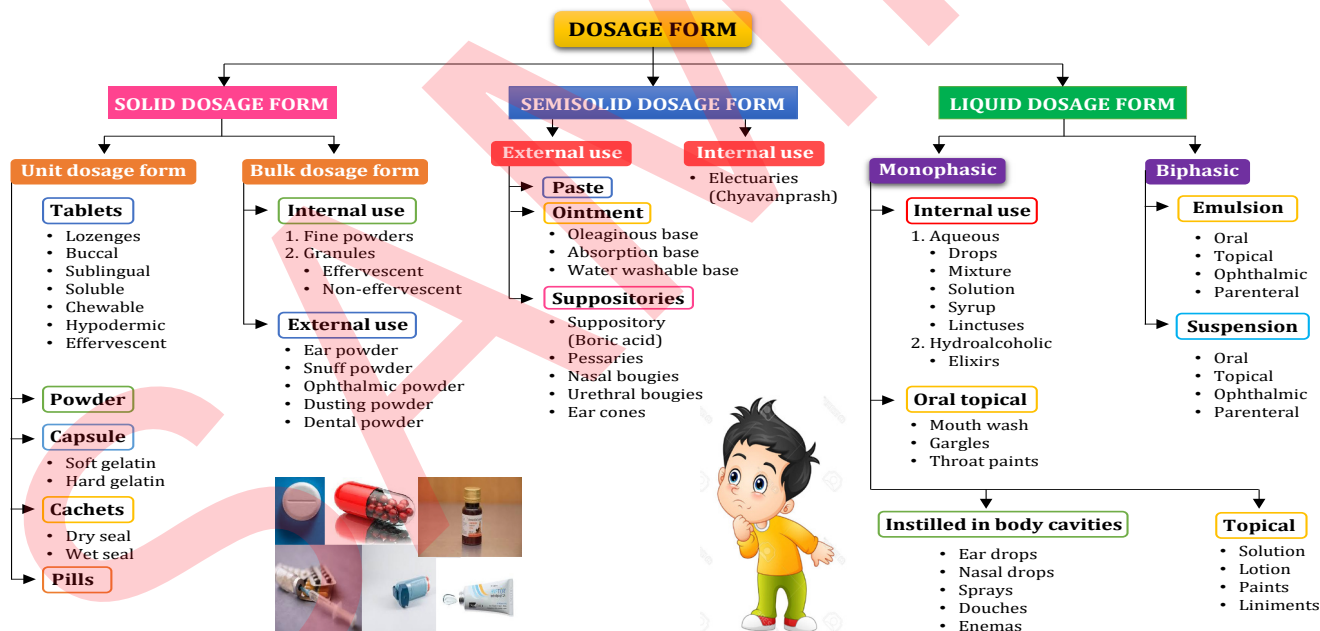 DOSAGE FORM
SOLID DOSAGE FORM
Unit dosage form
Tablets
• Lozenges
• Buccal
• Sublingual
• Soluble
• Chewable
• Hypodermic
• Effervescent
Powder
Capsule
• Soft gelatin
• Hard gelatin
Cachets
• Dry seal
• Wet seal
Pills
Bulk dosage form
Internal use
1. Fine powders
2. Granules
• Effervescent
• Non-effervescent
External use
• Ear powder
• Snuff powder
• Ophthalmic powder
• Dusting powder
• Dental powder
SEMISOLID DOSAGE FORM
External use
Paste
Ointment
• Oleaginous base
• Absorption base
• Water washable base
Suppositories
• Suppository
(Boric acid)
• Pessaries
• Nasal bougies
• Urethral bougies
• Ear cones
Internal use
• Electuaries
(Chyavanprash)
LIQUID DOSAGE FORM
Monophasic
Internal use
1. Aqueous
• Drops
• Mixture
• Solution
• Syrup
• Linctuses
2. Hydroalcoholic
• Elixirs
Oral topical
• Mouth wash
• Gargles
• Throat paints
Instilled in body cavities
• Ear drops
• Nasal drops
• Sprays
• Douches
• Enemas
Topical
• Solution
• Lotion
• Paints
• Liniments
Biphasic
Emulsion
• Oral
• Topical
• Ophthalmic
• Parenteral
Suspension
• Oral
• Topical
• Ophthalmic
• Parenteral